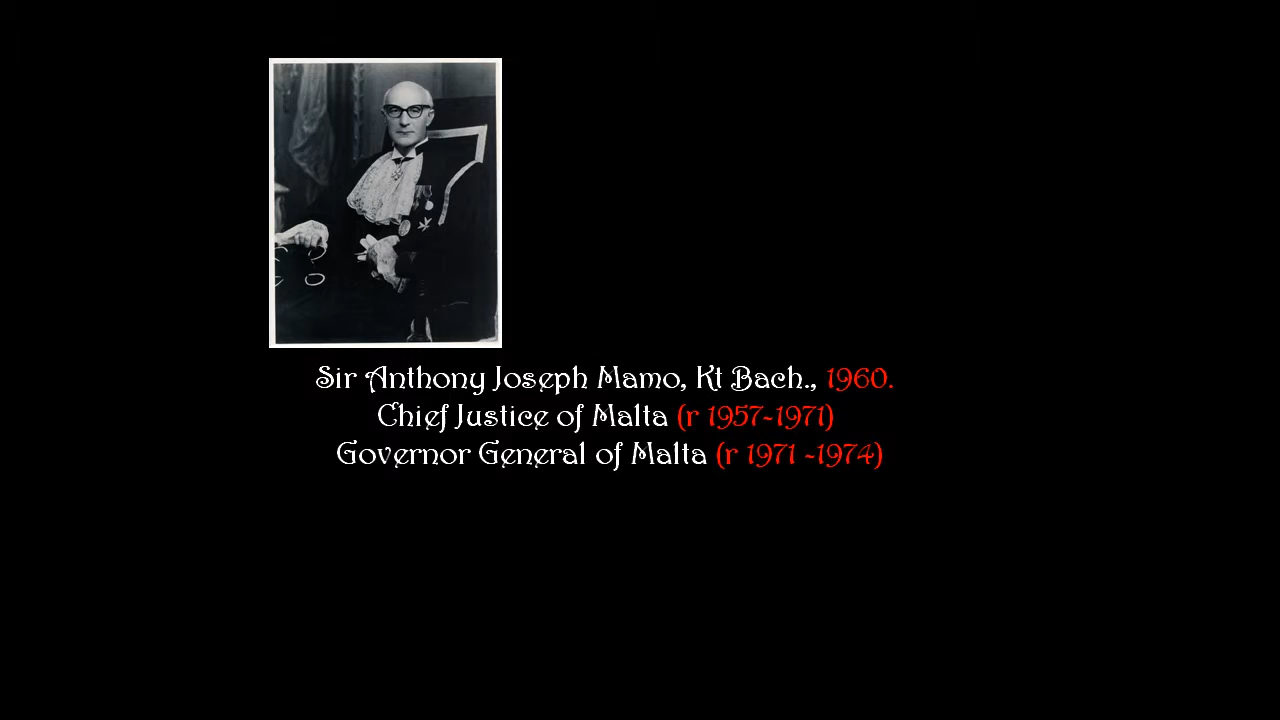 Sir Anthony Joseph Mamo, Kt Bach., 1960.
Chief Justice of Malta (r 1957-1971)
Governor General of Malta (r 1971 -1974)